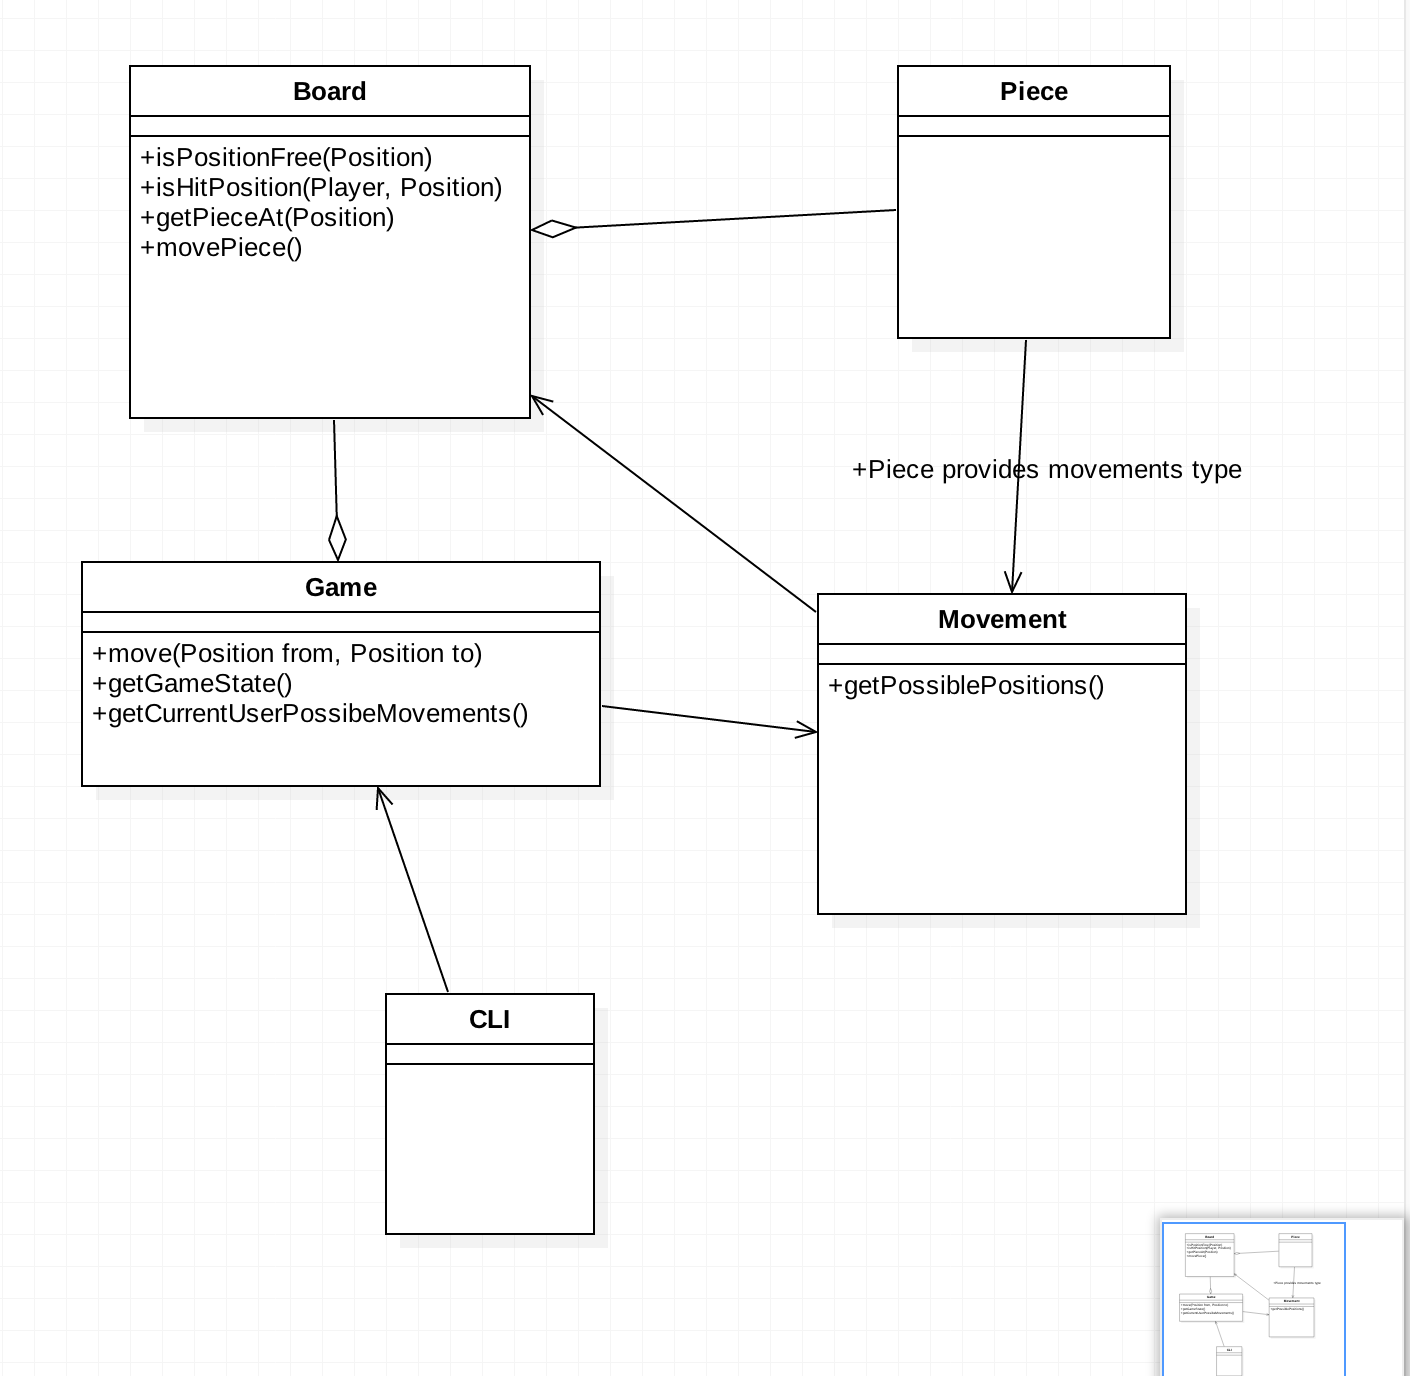 Board
+isPositionFree(Position)
+isHitPosition(Player, Position)
+getPieceAt(Position)
+movePiece()
Piece
+Piece provides movements type
Game
+move(Position from, Position to)
+getGameState()
+getCurrentUserPossibeMovements()
Movement
+getPossiblePositions()
CLI